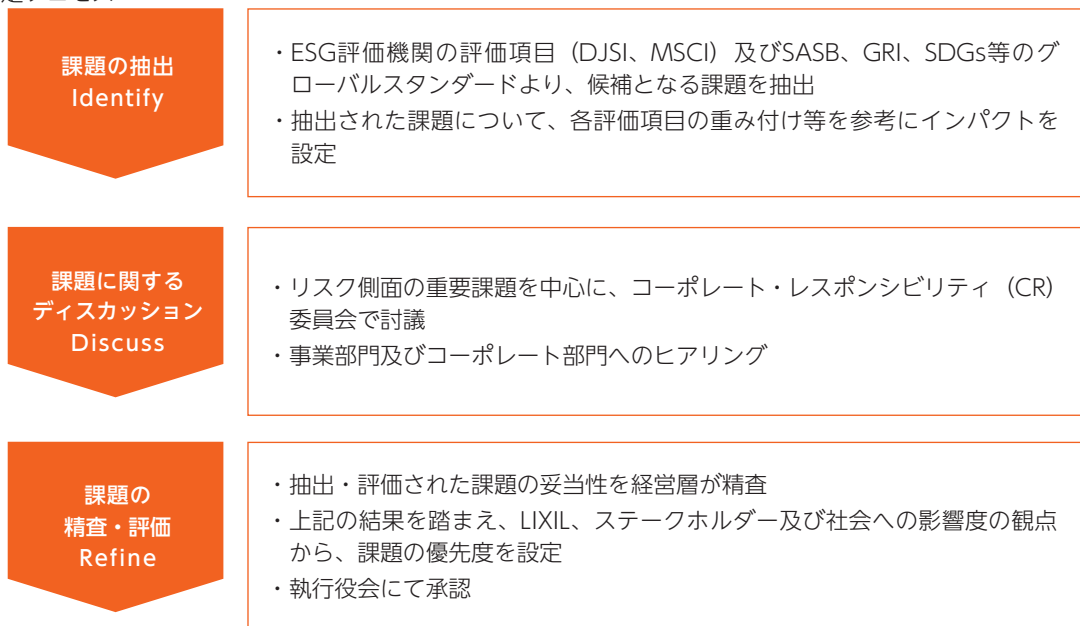 課題の抽出
Identify
・ESG評価機関の評価項目（DJSI、MSCI）及びSASB、GRI、SDGs等のグ
ローバルスタンダードより、候補となる課題を抽出
・抽出された課題について、各評価項目の重み付け等を参考にインパクトを
設定
課題に関する
ディスカッション
Discuss
・リスク側面の重要課題を中心に、コーポレート・レスポンシビリティ（CR）
委員会で討議
・事業部門及びコーポレート部門へのヒアリング
課題の
精査・評価
Refine
・抽出・評価された課題の妥当性を経営層が精査
・上記の結果を踏まえ、LIXIL、ステークホルダー及び社会への影響度の観点
から、課題の優先度を設定
・執行役会にて承認